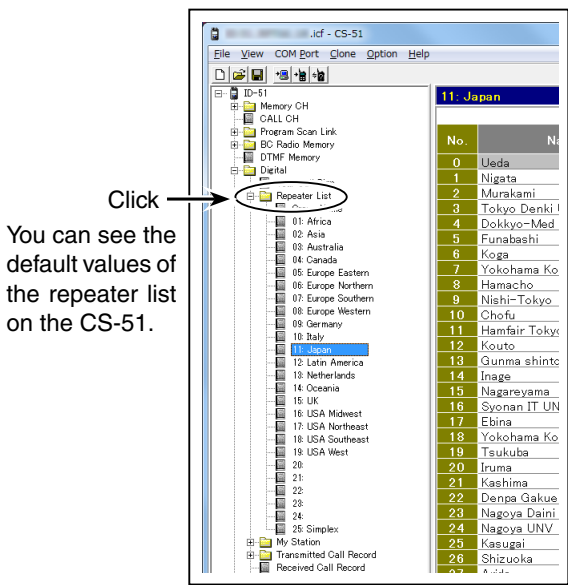 .icf - CS-51
File View COM Port Clone Option Help
Click
You can see the
default values of
the repeater list
on the CS-51.
ID-51
Memory CH
CALL CH
Program Scan Link
BC Radio Memory
DTMF Memory
Digital
Repeater List
01: Africa
02: Asia
03: Australia
04: Canada
05: Europe Eastern
06: Europe Northern
07: Europe Southern
08: Europe Western
09: Germany
10: Italy
11: Japan
12: Latin America
13: Netherlands
14: Oceania
15: UK
16: USA Midwest
17: USA Northeast
18: USA Southeast
19: USA West
20:
21:
22:
23:
24:
25: Simplex
My Station
Transmitted Call Record
Received Call Record
11: Japan
No. Na
0 Ueda
1 Nigata
2 Murakami
3 Tokyo Denki
4 Dokkyo-Med
5 Funabashi
6 Koga
7 Yokohama Ko
8 Hamacho
9 Nishi-Tokyo
10 Chofu
11 Hamfair Tokyo
12 Kouto
13 Gunma shinto
14 Inage
15 Nagareyama
16 Syonan IT UN
17 Ebina
18 Yokohama Ko
19 Tsukuba
20 Iruma
21 Kashima
22 Denpa Gakue
23 Nagoya Daini
24 Nagoya UNV
25 Kasugai
26 Shizuoka